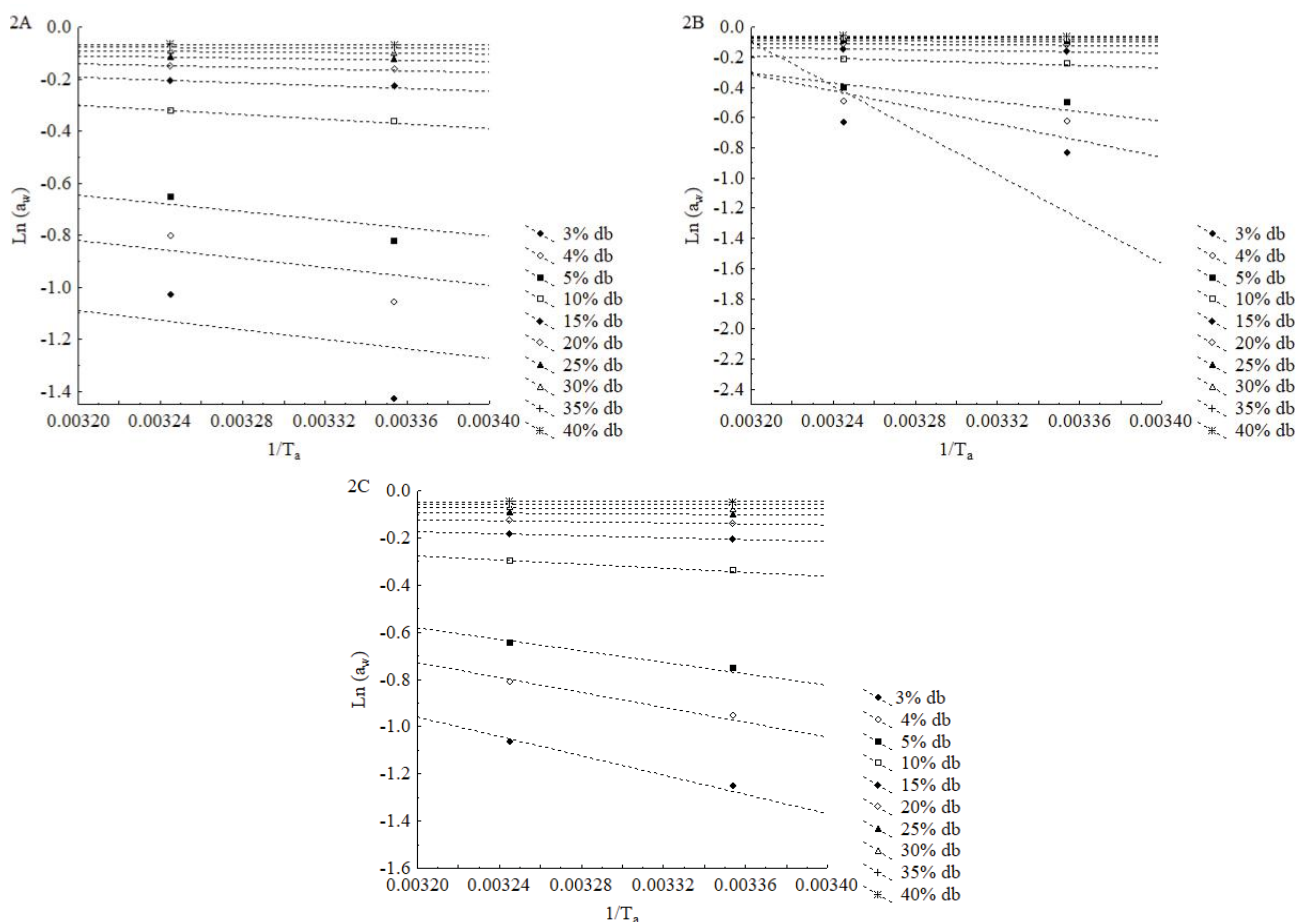 2A
0.0
-0.2
-0.4
-0.6
-0.8
-1.0
-1.2
-1.4
Ln (aw)
0.00320 0.00324 0.00328 0.00332 0.00336 0.00340
1/Ta
3% db
4% db
5% db
10% db
15% db
20% db
25% db
30% db
35% db
40% db
2B
0.0
-0.2
-0.4
-0.6
-0.8
-1.0
-1.2
-1.4
-1.6
-1.8
-2.0
-2.2
-2.4
Ln (aw)
0.00320 0.00324 0.00328 0.00332 0.00336 0.00340
1/Ta
3% db
4% db
5% db
10% db
15% db
20% db
25% db
30% db
35% db
40% db
2C
0.0
-0.2
-0.4
-0.6
-0.8
-1.0
-1.2
-1.4
-1.6
Ln (aw)
0.00320 0.00324 0.00328 0.00332 0.00336 0.00340
1/Ta
3% db
4% db
5% db
10% db
15% db
20% db
25% db
30% db
35% db
40% db